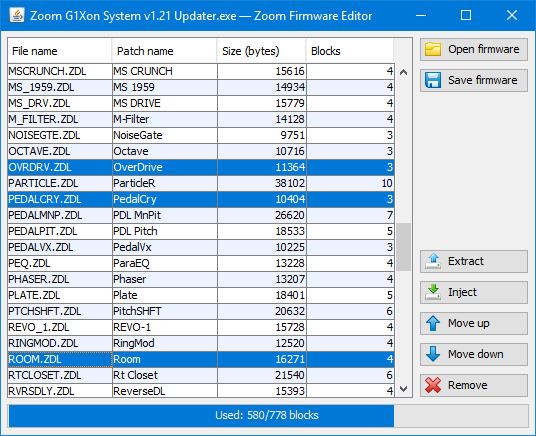 Zoom G1Xon System v1.21 Updater.exe — Zoom Firmware Editor
File name Patch name Size (bytes) Blocks
MSCRUNCH.ZDL MS CRUNCH 15616 4
MS_1959.ZDL MS 1959 14934 4
MS_DRV.ZDL MS DRIVE 15779 4
M_FILTER.ZDL M-Filter 14128 4
NOISEGTE.ZDL NoiseGate 9751 3
OCTAVE.ZDL Octave 10716 3
OVRDRV.ZDL OverDrive 11364 3
PARTICLE.ZDL ParticleR 38102 10
PEDALCRY.ZDL PedalCry 10404 3
PEDALMNP.ZDL PDL MnPit 26620 7
PEDALPIT.ZDL PDL Pitch 18533 5
PEDALVX.ZDL PedalVx 10225 3
PEQ.ZDL ParaEQ 13228 4
PHASER.ZDL Phaser 13207 4
PLATE.ZDL Plate 18401 5
PTCHSHFT.ZDL PitchSHFT 20632 6
REVO_1.ZDL REVO-1 15728 4
RINGMOD.ZDL RingMod 12520 4
ROOM.ZDL Room 16271 4
RTCLOSET.ZDL Rt Closet 21540 6
RVRSDLY.ZDL ReverseDL 15393 4
Open firmware
Save firmware
Extract
Inject
Move up
Move down
Remove
Used: 580/778 blocks